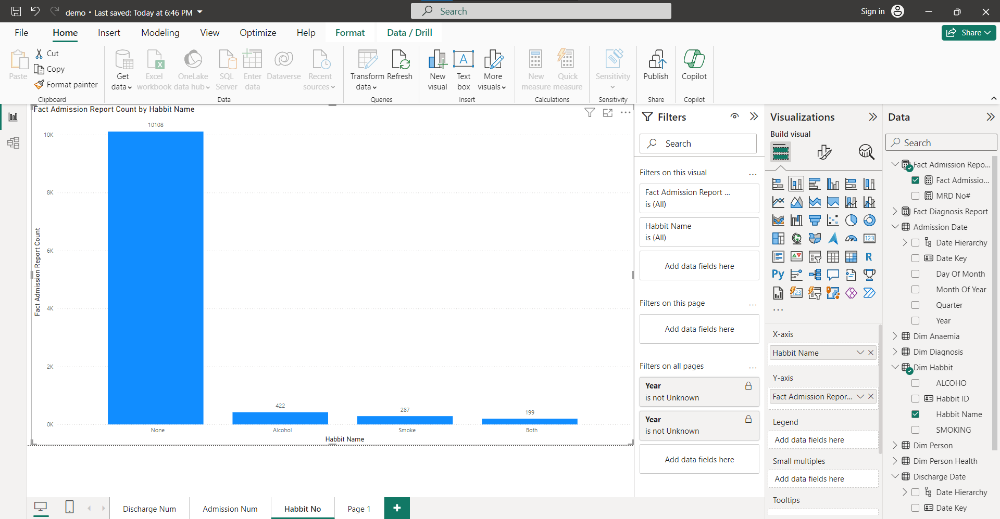 demo • Last saved: Today at 6:46 PM
Search
Sign in
File
Home
Insert
Modeling
View
Optimize
Help
Format
Data / Drill
Share
Paste
Cut
Copy
Format painter
Clipboard
Get
data
Excel
workbook
OneLake
data hub
SQL
Server
Enter
data
Dataverse
Recent
sources
Data
Transform
data
Refresh
Queries
New
visual
Text
box
More
visuals
Insert
New
measure
Quick
measure
Calculations
Sensitivity
Sensitivity
Publish
Share
Copilot
Copilot
Fact Admission Report Count by Habbit Name
Fact Admission Report Count
10K
8K
6K
4K
2K
0K
10108
422
287
199
None
Alcohol
Smoke
Both
Habbit Name
Filters
Search
Filters on this visual
...
Fact Admission Report ...
is (All)
Habbit Name
is (All)
Add data fields here
Filters on this page
...
Add data fields here
Filters on all pages
...
Year
is not Unknown
Year
is not Unknown
Add data fields here
Visualizations
Build visual
123
R
Py
123
...
X-axis
Habbit Name
Y-axis
Fact Admission Repor...
Legend
Add data fields here
Small multiples
Add data fields here
Tooltips
Data
Search
Fact Admission Repo...
Fact Admissio...
MRD No#
Fact Diagnosis Report
Admission Date
Date Hierarchy
Date Key
Day Of Month
Month Of Year
Quarter
Year
Dim Anaemia
Dim Diagnosis
Dim Habbit
ALCOHO
Habbit ID
Habbit Name
SMOKING
Dim Person
Dim Person Health
Discharge Date
Date Hierarchy
Date Key
Discharge Num
Admission Num
Habbit No
Page 1
+